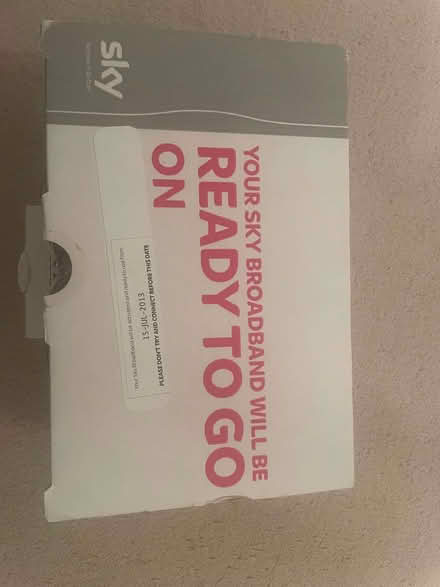 sky
YOUR SKY BROADBAND WILL BE
READY TO GO
ON
15-JUL-2013
PLEASE DON'T TRY AND CONNECT BEFORE THIS DATE